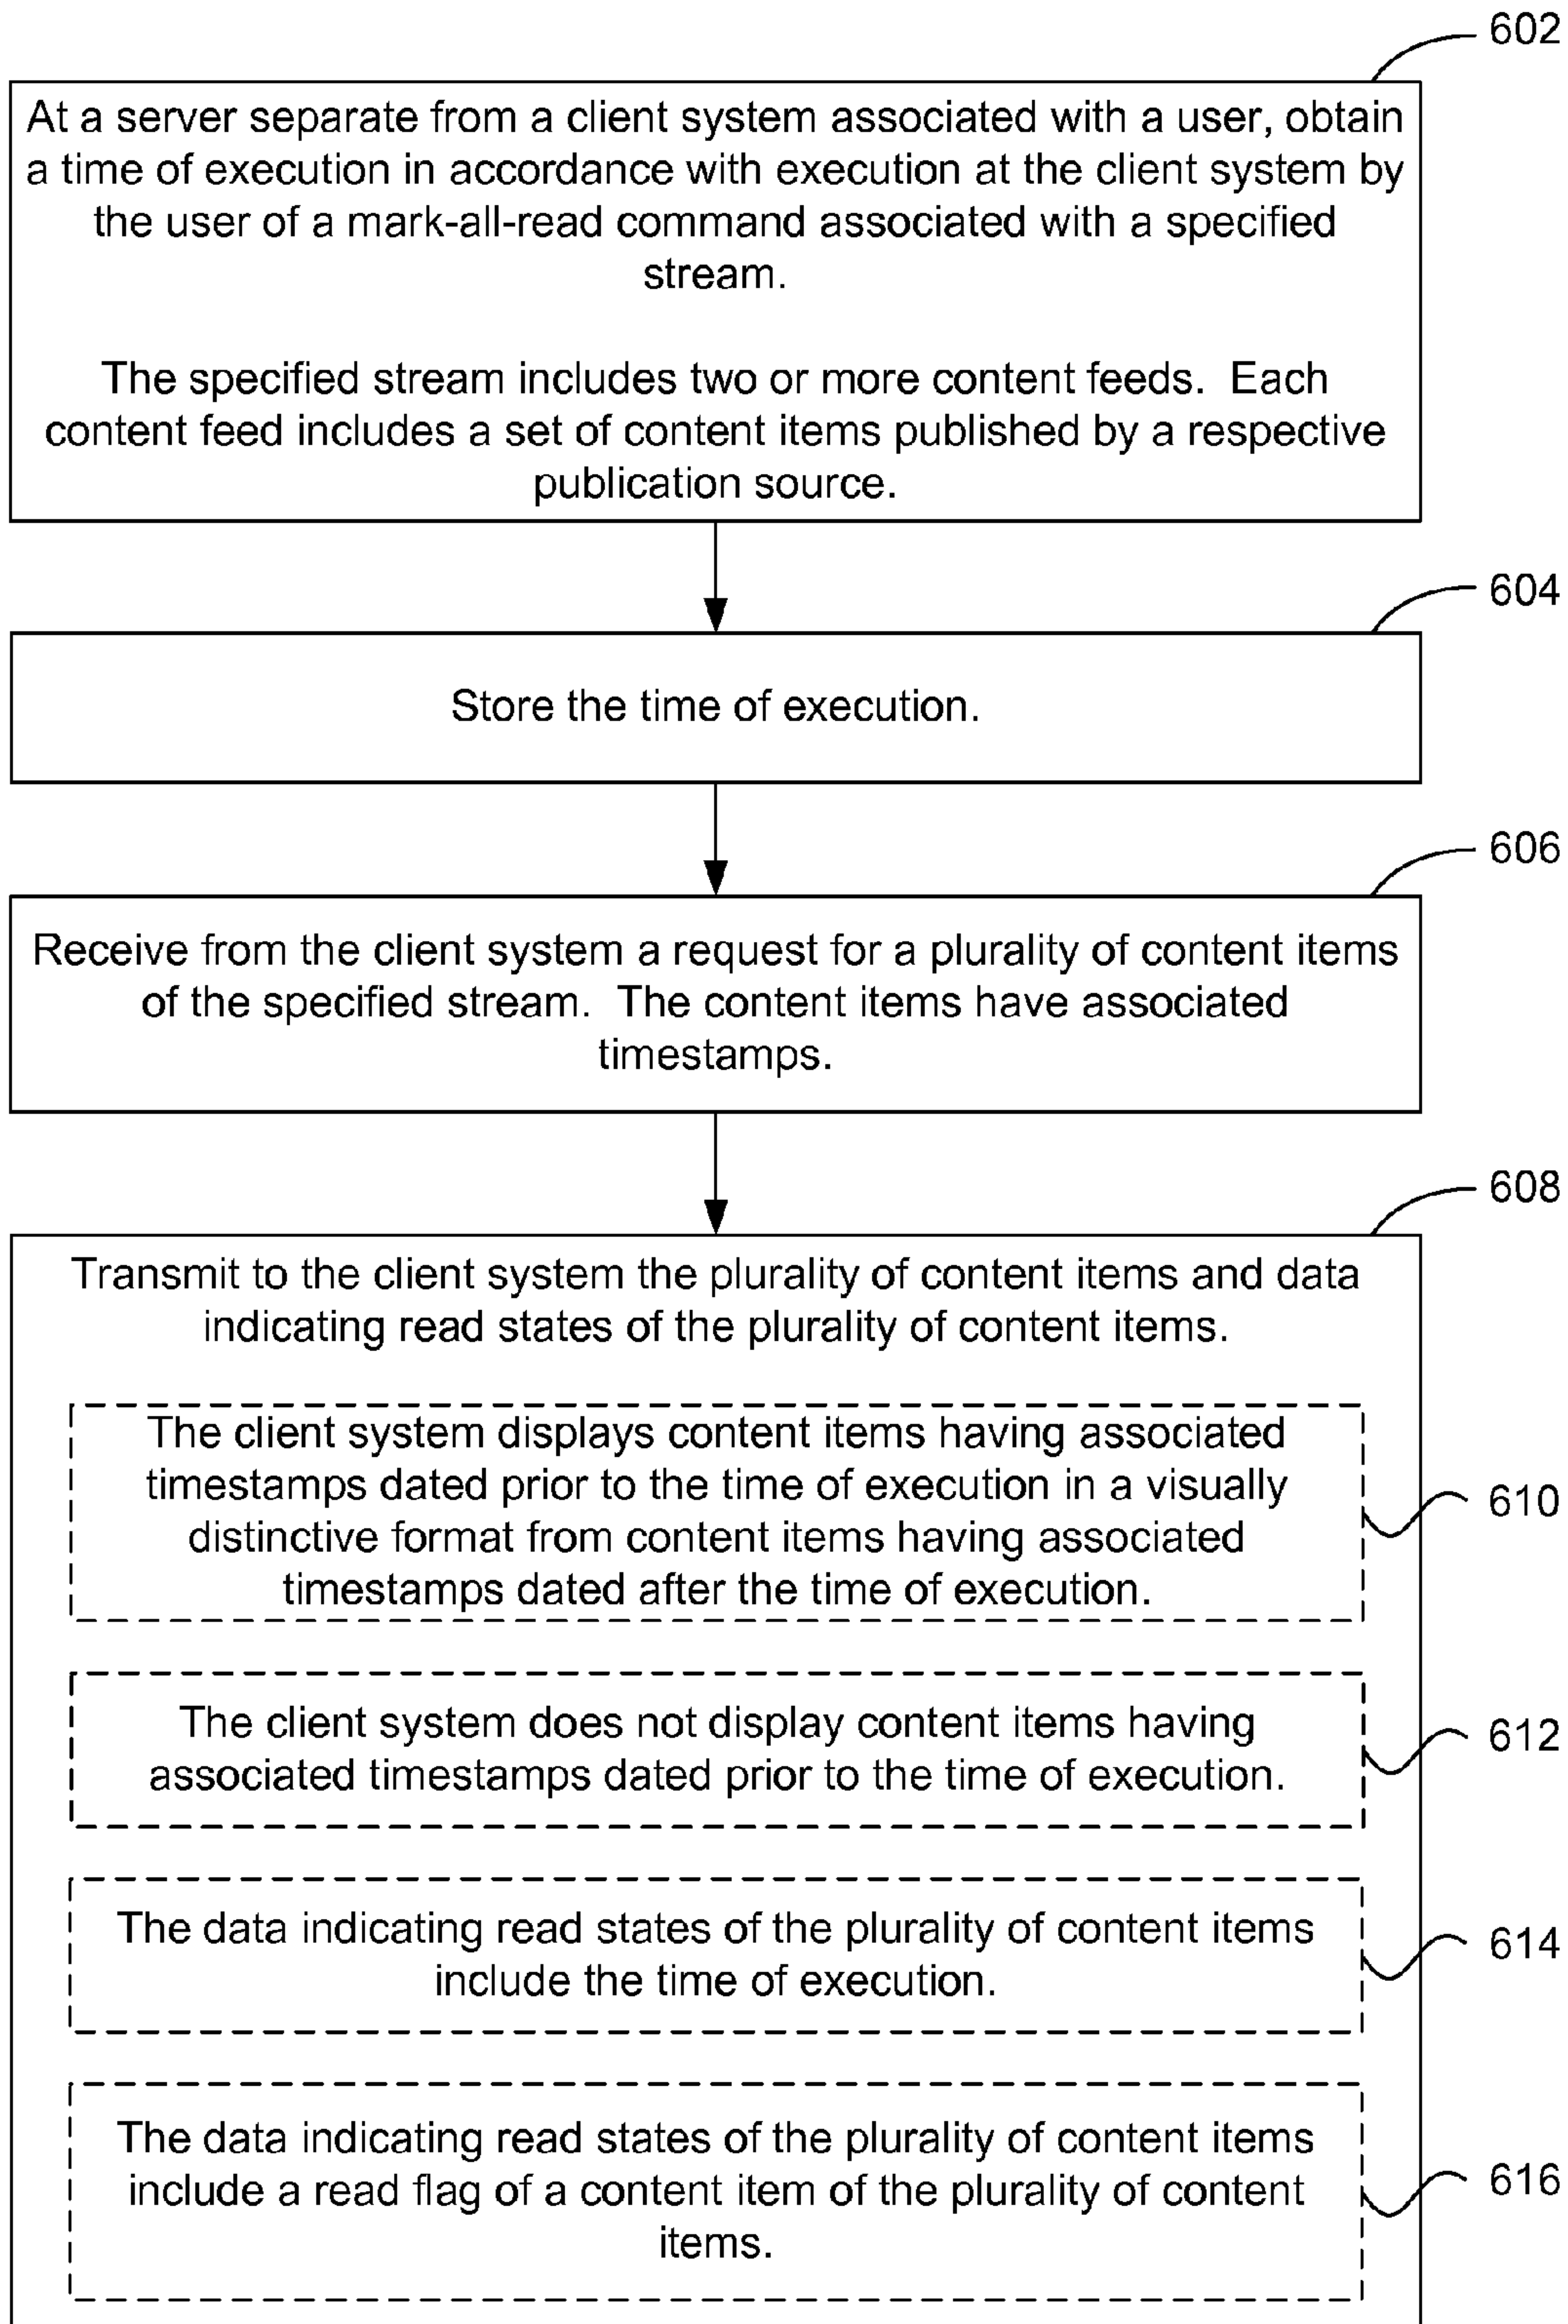 602
At a server separate from a client system associated with a user, obtain
a time of execution in accordance with execution at the client system by
the user of a mark-all-read command associated with a specified
stream.
The specified stream includes two or more content feeds.  Each
content feed includes a set of content items published by a respective
publication source.
604
Store the time of execution.
606
Receive from the client system a request for a plurality of content items
of the specified stream.  The content items have associated
timestamps.
608
Transmit to the client system the plurality of content items and data
indicating read states of the plurality of content items.
The client system displays content items having associated
timestamps dated prior to the time of execution in a visually
distinctive format from content items having associated
timestamps dated after the time of execution.
610
The client system does not display content items having
associated timestamps dated prior to the time of execution.
612
The data indicating read states of the plurality of content items
include the time of execution.
614
The data indicating read states of the plurality of content items
include a read flag of a content item of the plurality of content
items.
616